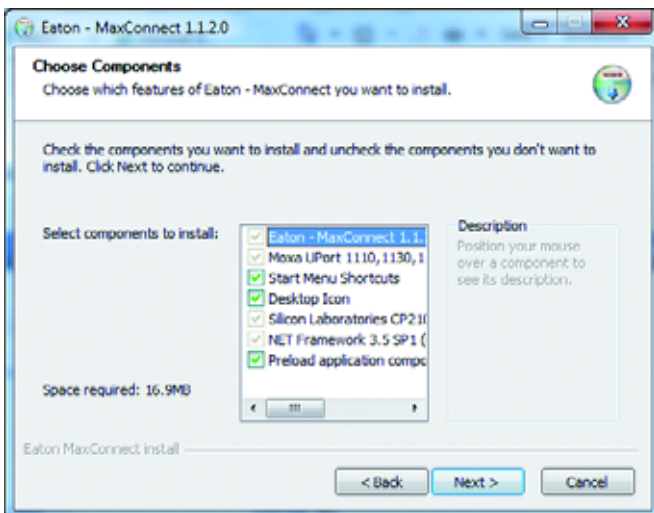 Eaton - MaxConnect 1.1.2.0
Choose Components
Choose which features of Eaton - MaxConnect you want to install.
Check the components you want to install and uncheck the components you don't want to
install. Click Next to continue.
Select components to install:
Eaton - MaxConnect 1.1.
Moxa UPort 1110,1130,1
Start Menu Shortcuts
Desktop Icon
Silicon Laboratories CP210
NET Framework 3.5 SP1 (
Preload application compo
Description
Position your mouse
over a component to
see its description.
Space required: 16.9MB
Eaton MaxConnect install
< Back
Next >
Cancel